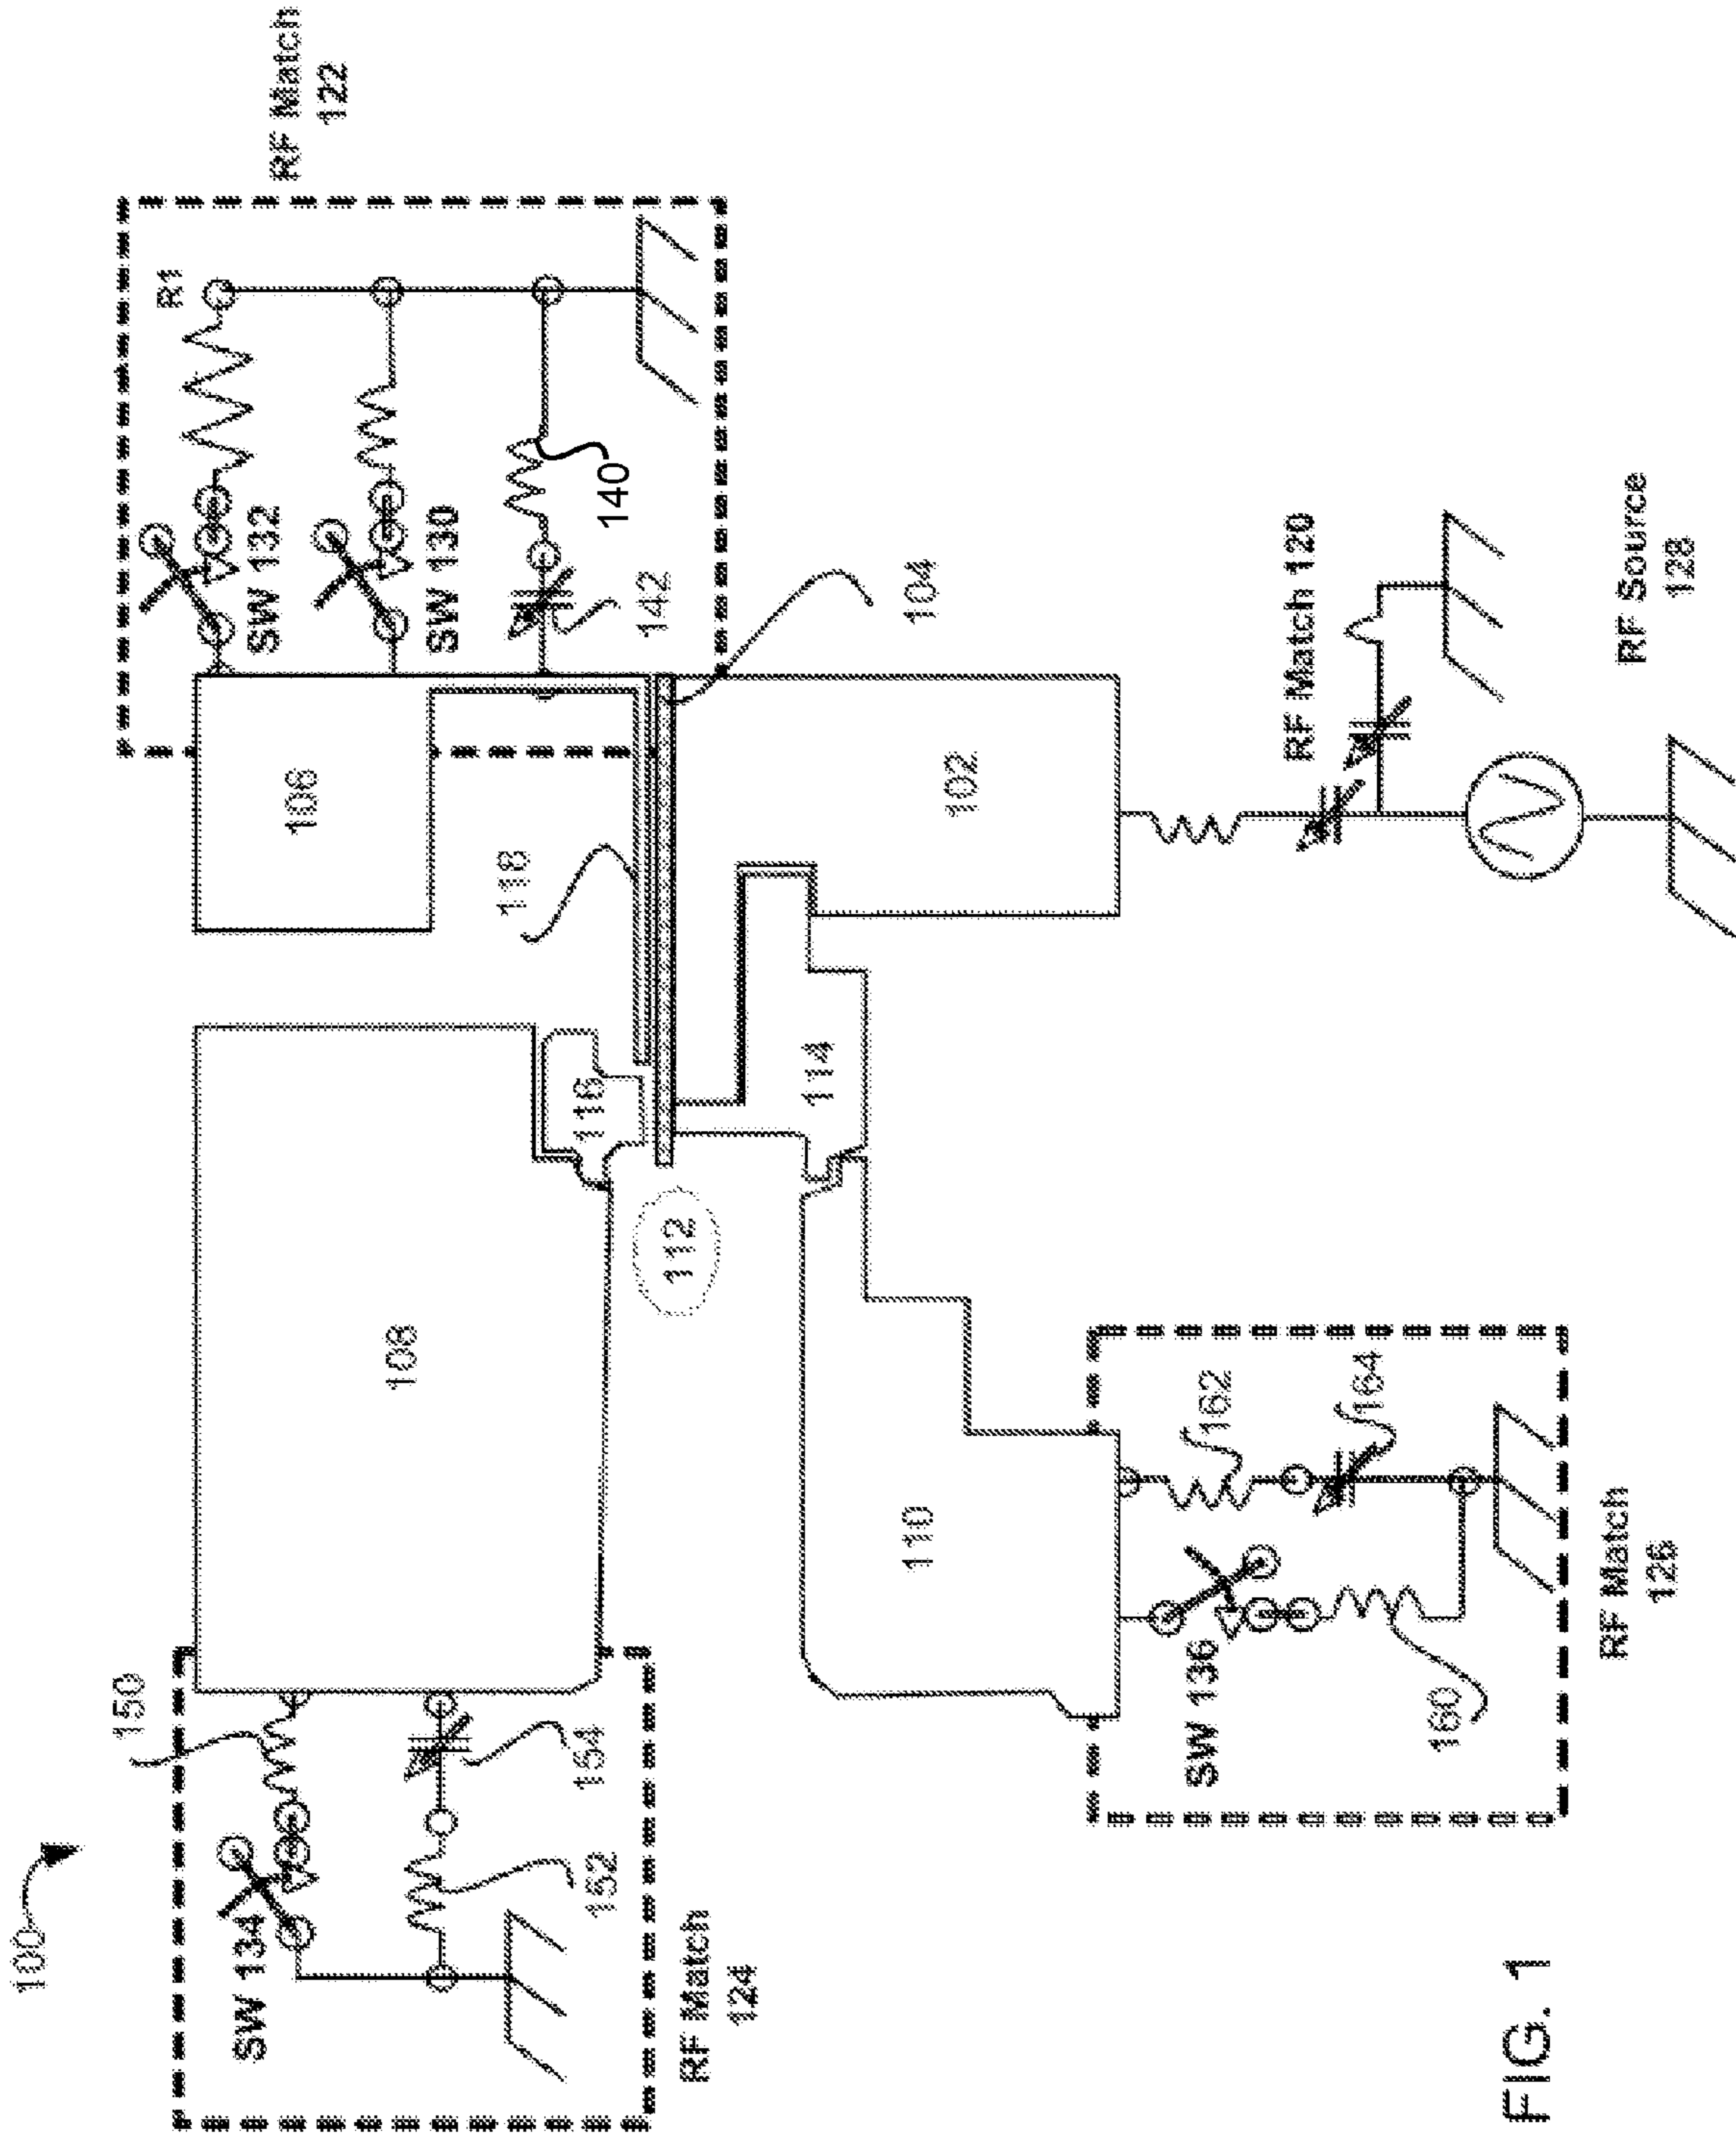 100
150
SW 134
154
152
RF Match
124
108
116
112
106
118
R1
SW 132
SW 130
140
142
104
RF Match
122
102
114
110
162
164
SW 136
160
RF Match
126
RF Match 120
RF Source
128
FIG. 1